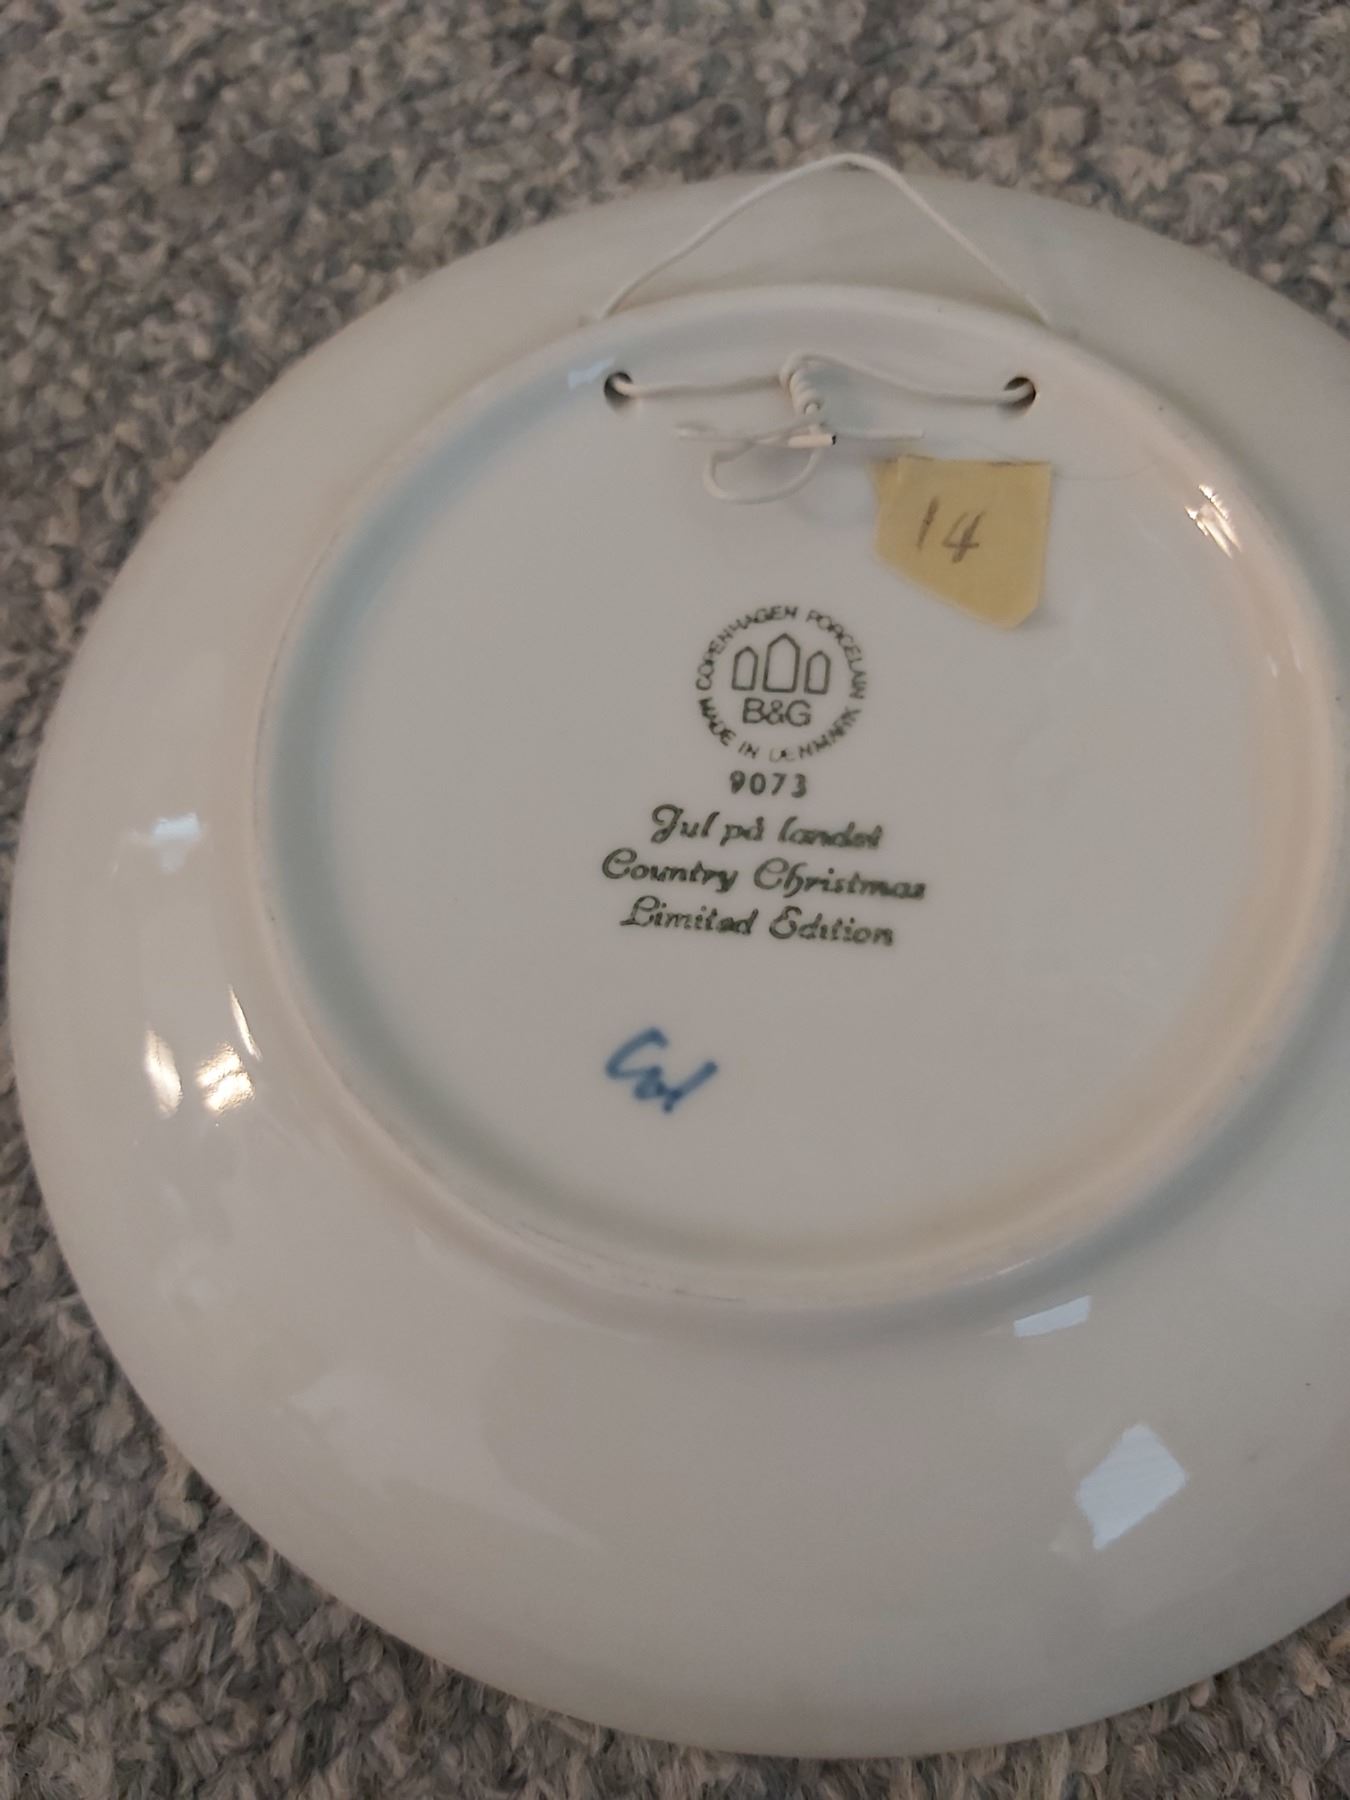 14
COPENHAGEN PORCELAIN
B&G
MADE IN DENMARK
9073
Jul på landet
Country Christmas
Limited Edition